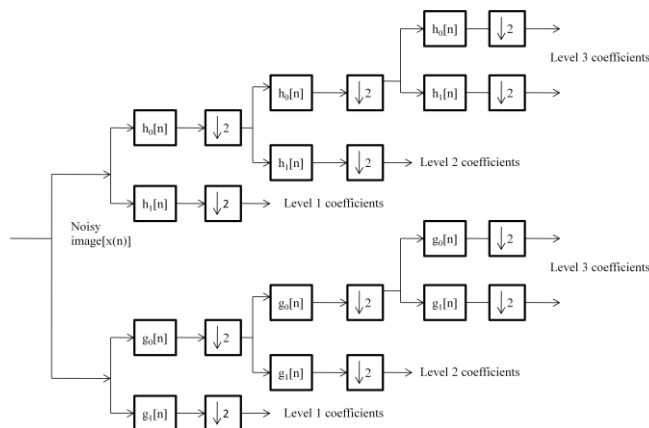 h₀[n] ↓2
Level 3 coefficients
h₀[n] ↓2 h₁[n] ↓2
h₀[n] ↓2
h₁[n] ↓2 Level 2 coefficients
h₁[n] ↓2 Level 1 coefficients
Noisy
image[x(n)]
g₀[n] ↓2
Level 3 coefficients
g₀[n] ↓2 g₁[n] ↓2
g₀[n] ↓2
g₁[n] ↓2 Level 2 coefficients
g₁[n] ↓2 Level 1 coefficients